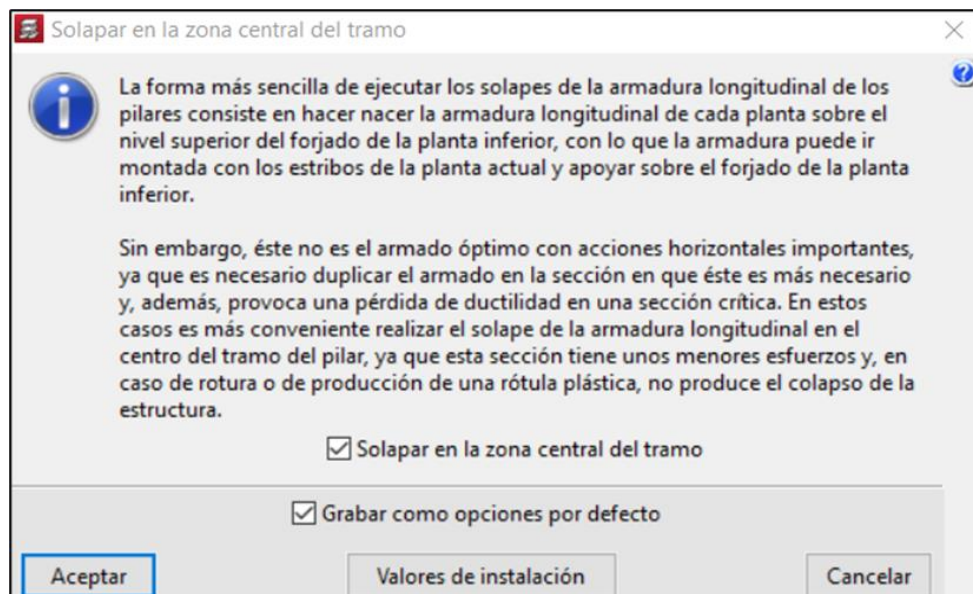 Solapar en la zona central del tramo
La forma más sencilla de ejecutar los solapes de la armadura longitudinal de los
pilares consiste en hacer nacer la armadura longitudinal de cada planta sobre el
nivel superior del forjado de la planta inferior, con lo que la armadura puede ir
montada con los estribos de la planta actual y apoyar sobre el forjado de la planta
inferior.
Sin embargo, éste no es el armado óptimo con acciones horizontales importantes,
ya que es necesario duplicar el armado en la sección en que éste es más necesario
y, además, provoca una pérdida de ductilidad en una sección crítica. En estos
casos es más conveniente realizar el solape de la armadura longitudinal en el
centro del tramo del pilar, ya que esta sección tiene unos menores esfuerzos y, en
caso de rotura o de producción de una rótula plástica, no produce el colapso de la
estructura.
Solapar en la zona central del tramo
Grabar como opciones por defecto
Aceptar
Valores de instalación
Cancelar